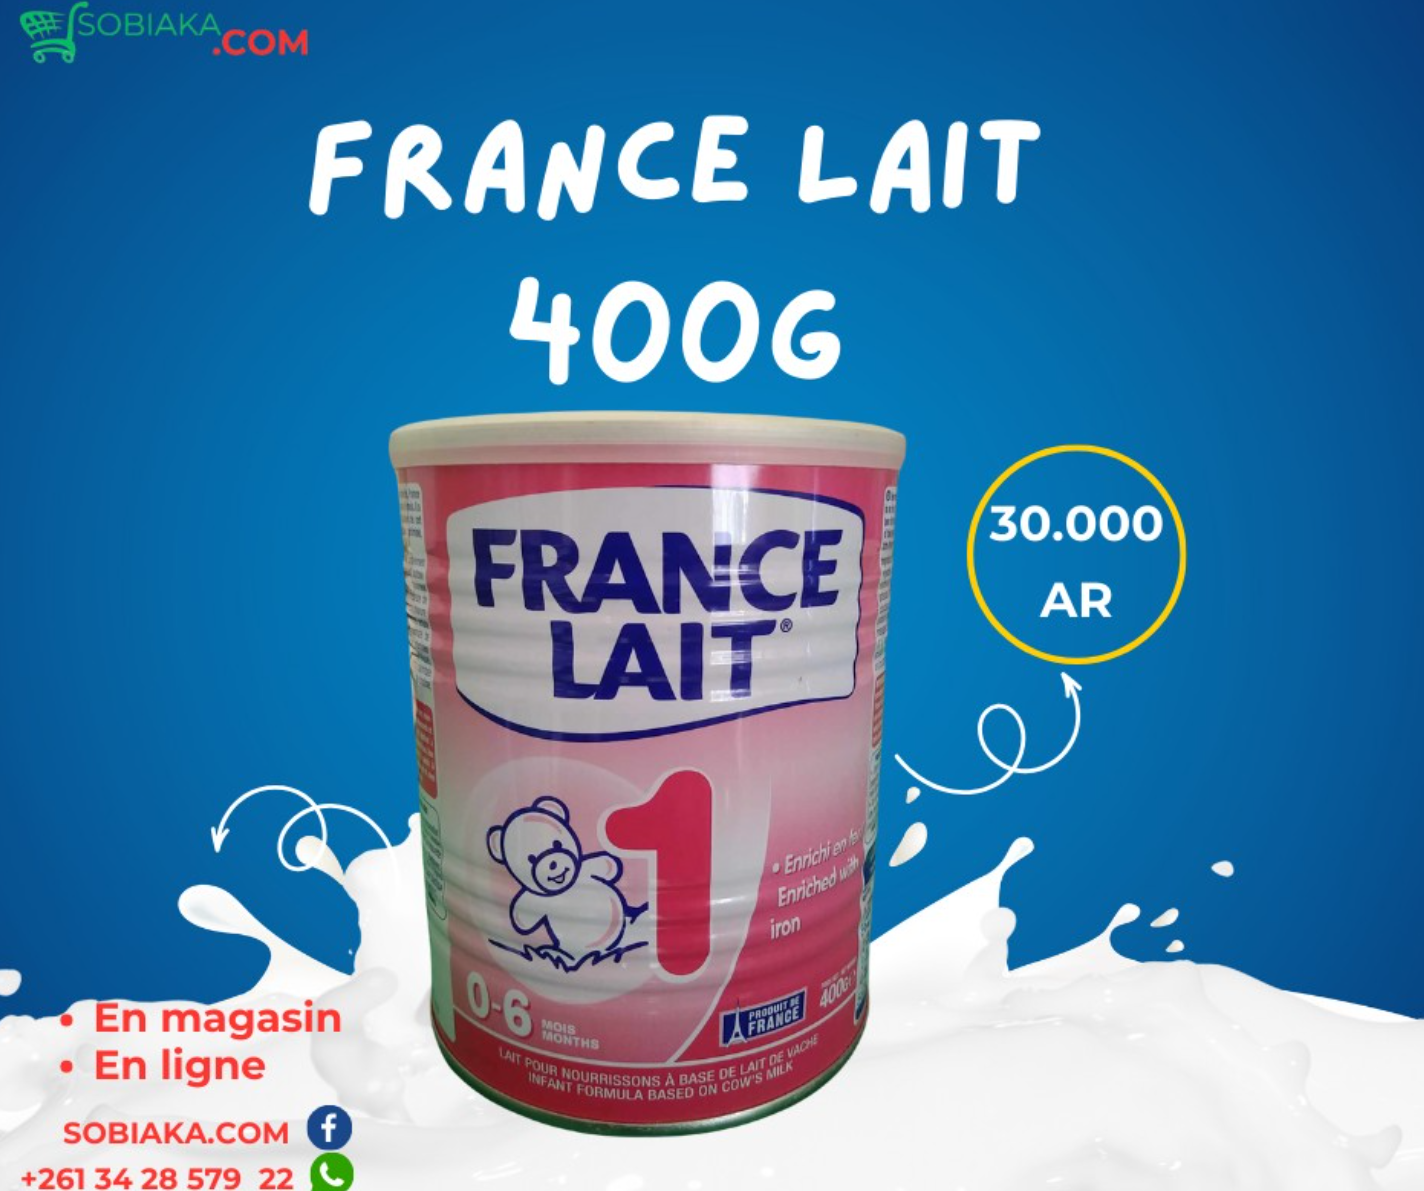 SOBIAKA.COM
FRANCE LAIT
400G
FRANCE
LAIT®
30.000
AR
1
• Enrichi en fer
Enriched with
iron
0-6 MOIS
MONTHS
PRODUIT DE
FRANCE
400G
LAIT POUR NOURRISSONS À BASE DE LAIT DE VACHE
INFANT FORMULA BASED ON COW'S MILK
• En magasin
• En ligne
SOBIAKA.COM
+261 34 28 579 22